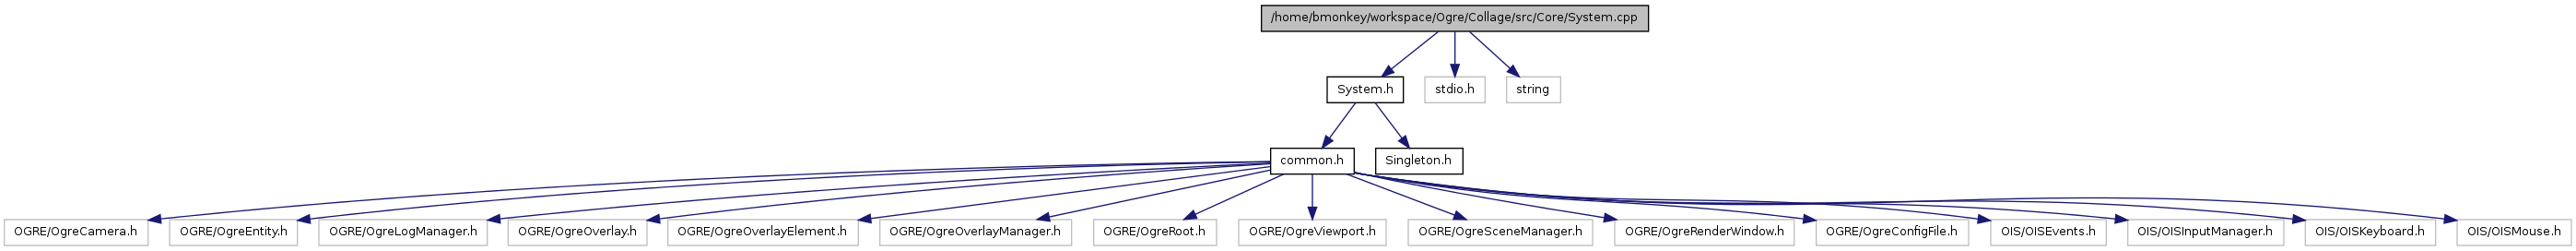 /home/bmonkey/workspace/Ogre/Collage/src/Core/System.cpp
System.h
stdio.h
string
common.h
Singleton.h
OGRE/OgreCamera.h
OGRE/OgreEntity.h
OGRE/OgreLogManager.h
OGRE/OgreOverlay.h
OGRE/OgreOverlayElement.h
OGRE/OgreOverlayManager.h
OGRE/OgreRoot.h
OGRE/OgreViewport.h
OGRE/OgreSceneManager.h
OGRE/OgreRenderWindow.h
OGRE/OgreConfigFile.h
OIS/OISEvents.h
OIS/OISInputManager.h
OIS/OISKeyboard.h
OIS/OISMouse.h